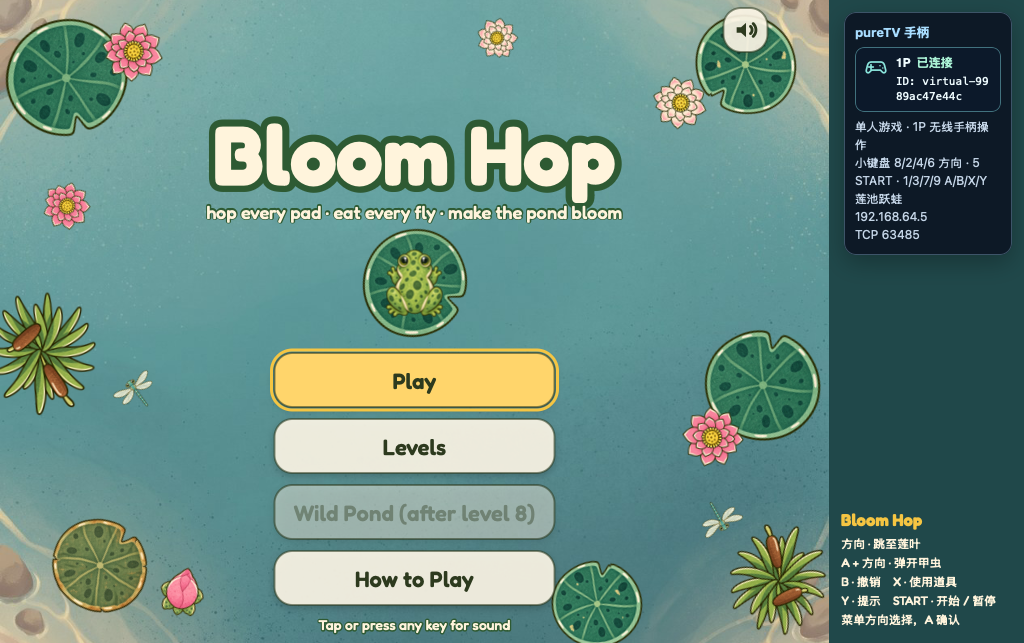 Bloom Hop
hop every pad · eat every fly · make the pond bloom
Play
Levels
Wild Pond (after level 8)
How to Play
Tap or press any key for sound
pureTV 手柄
1P 已连接
ID: virtual-99
89ac47e44c
单人游戏 · 1P 无线手柄操
作
小键盘 8/2/4/6 方向 · 5
START · 1/3/7/9 A/B/X/Y
莲池跃蛙
192.168.64.5
TCP 63485
Bloom Hop
方向 · 跳至莲叶
A + 方向 · 弹开甲虫
B · 撤销 X · 使用道具
Y · 提示 START · 开始 / 暂停
菜单方向选择，A 确认